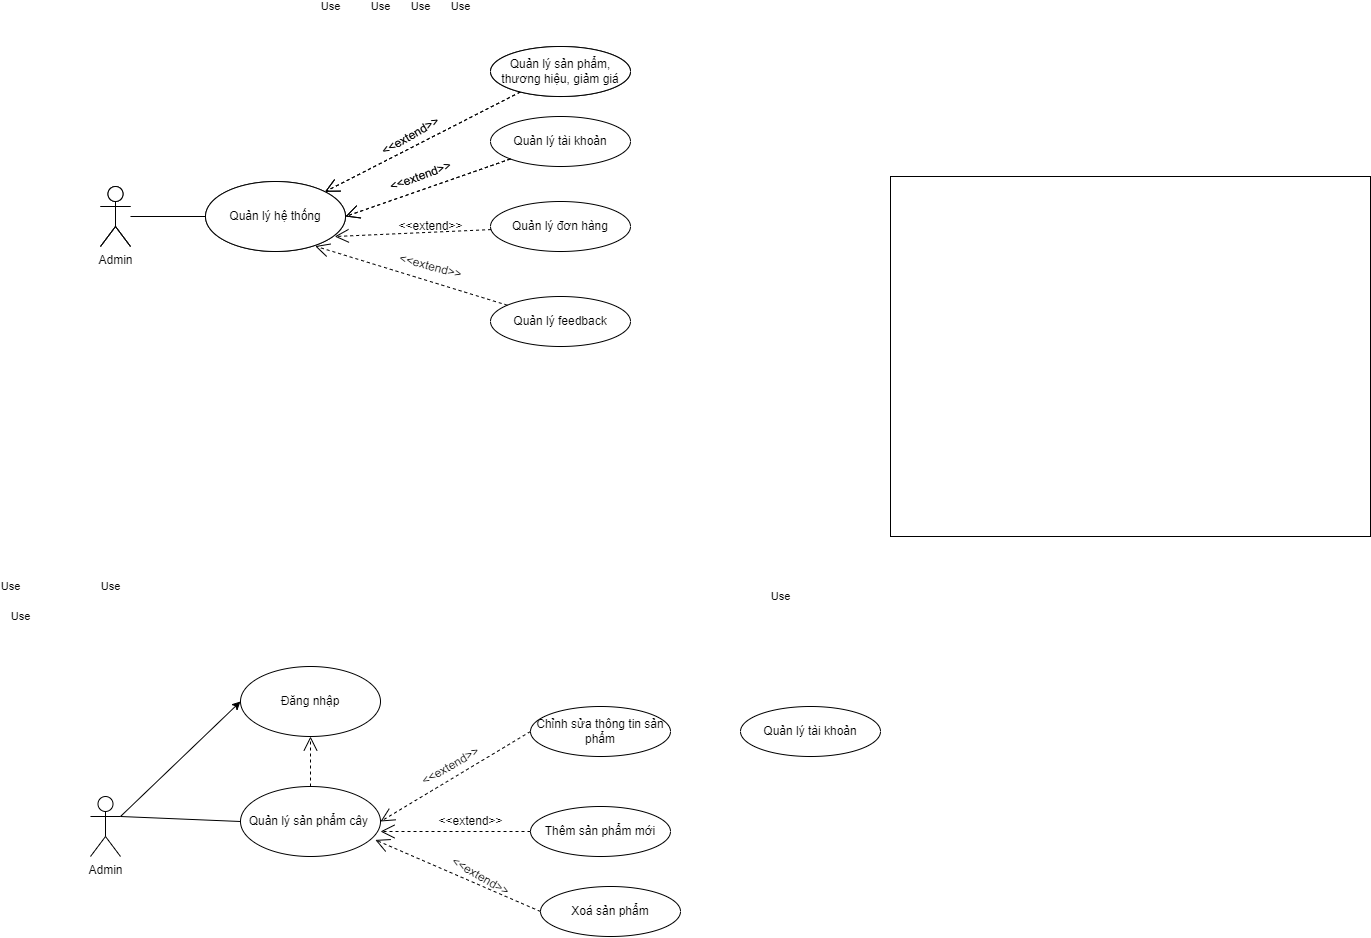 Use
Use
Use
Use
Quản lý sản phẩm,
thương hiệu, giảm giá
<<extend>>
Quản lý tài khoản
<<extend>>
Quản lý hệ thống
<<extend>>
Quản lý đơn hàng
Admin
<<extend>>
Quản lý feedback
Use
Use
Use
Use
Đăng nhập
Chỉnh sửa thông tin sản
phẩm
Quản lý tài khoản
<<extend>>
Quản lý sản phẩm cây
<<extend>>
Thêm sản phẩm mới
Admin
<<extend>>
Xoá sản phẩm